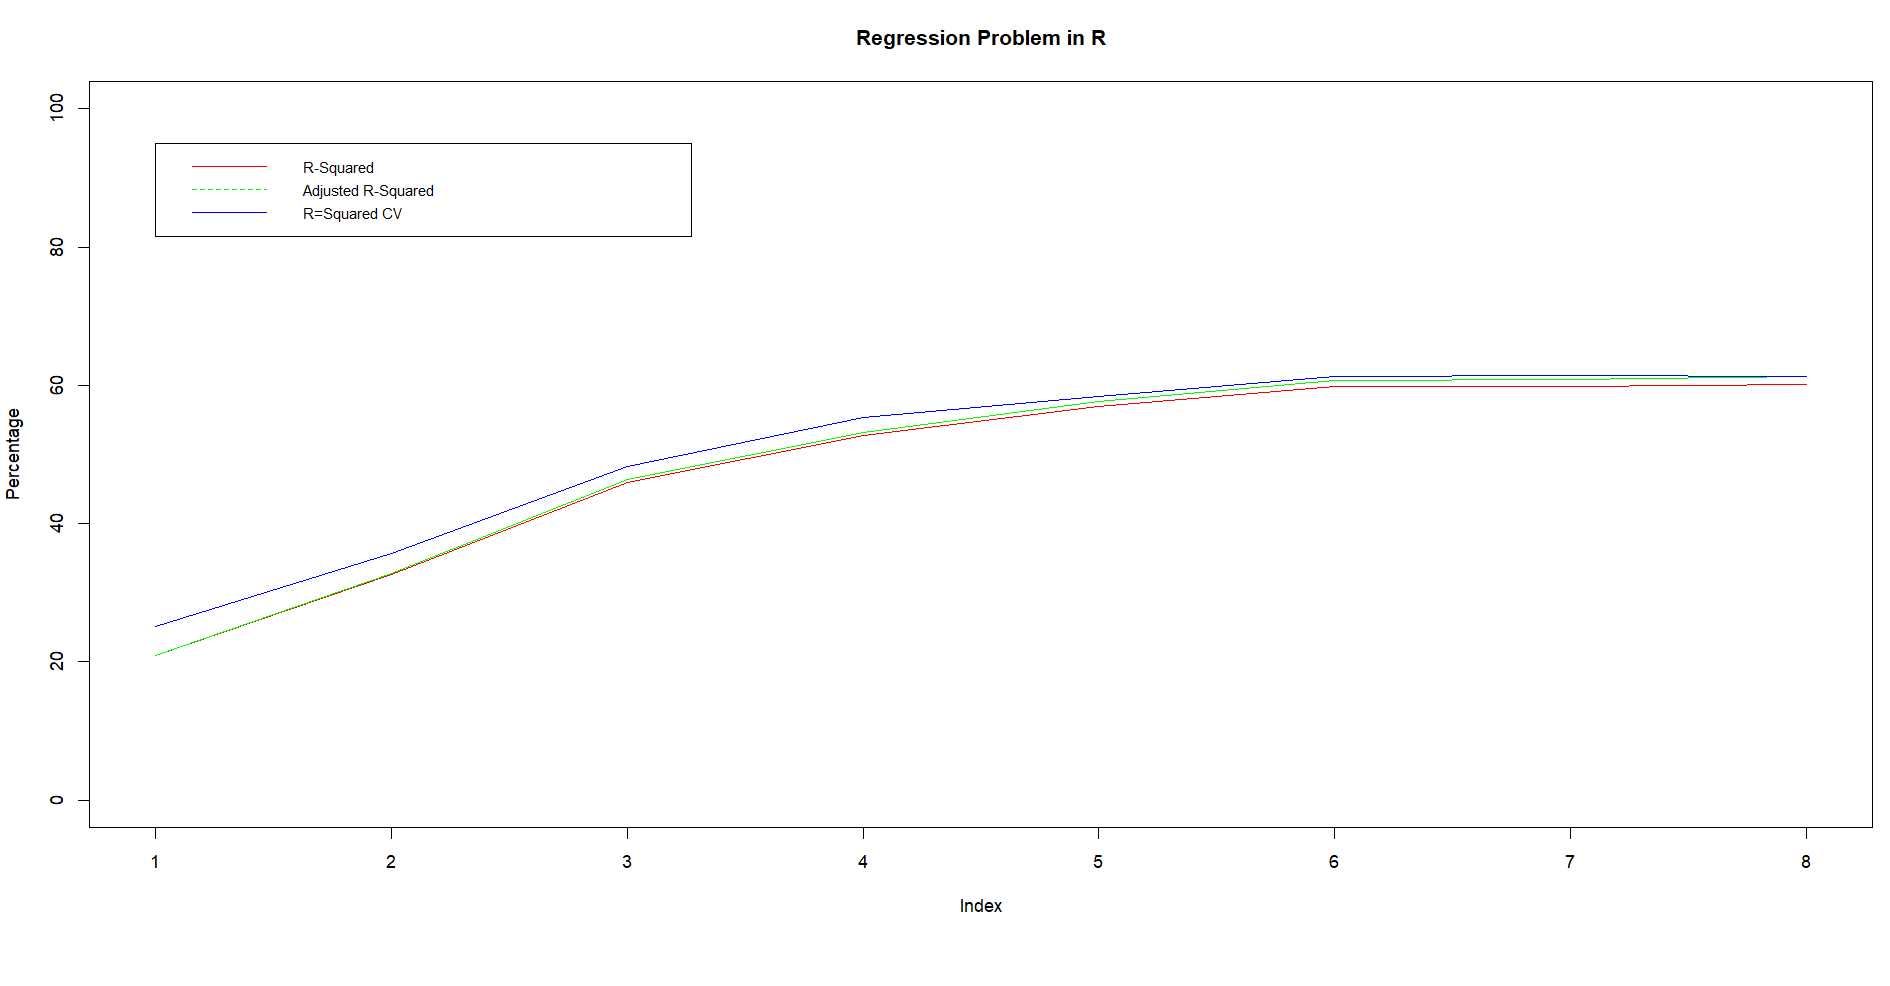 Regression Problem in R
100
80
60
40
20
0
Percentage
R-Squared
Adjusted R-Squared
R=Squared CV
1 2 3 4 5 6 7 8
Index